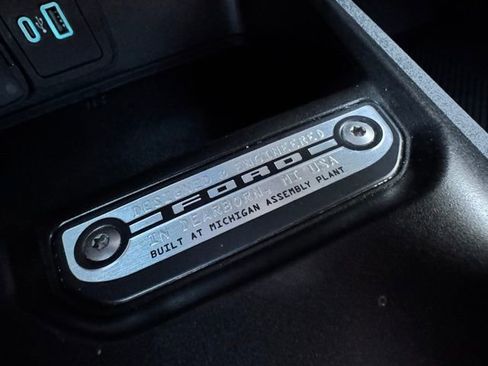 DESIGNED & ENGINEERED
FORD
IN DEARBORN, MI USA
BUILT AT MICHIGAN ASSEMBLY PLANT